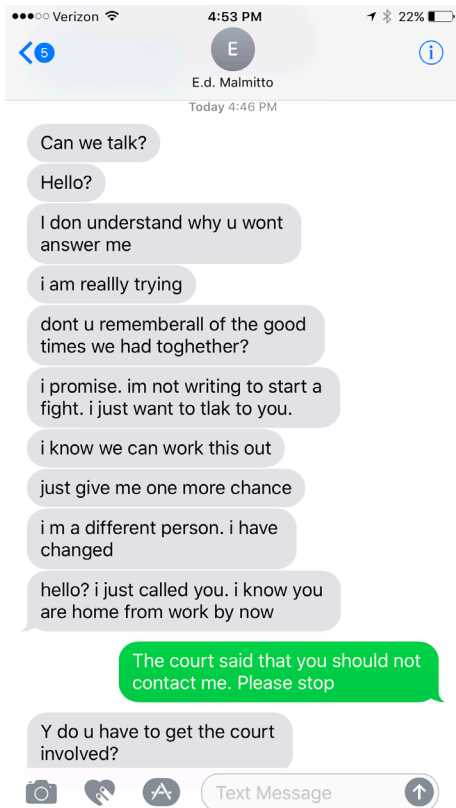 Verizon 4:53 PM 22%
5
E
E.d. Malmitto
Today 4:46 PM
Can we talk?
Hello?
I don understand why u wont
answer me
i am reallly trying
dont u rememberall of the good
times we had toghether?
i promise. im not writing to start a
fight. i just want to tlak to you.
i know we can work this out
just give me one more chance
i m a different person. i have
changed
hello? i just called you. i know you
are home from work by now
The court said that you should not
contact me. Please stop
Y do u have to get the court
involved?
Text Message